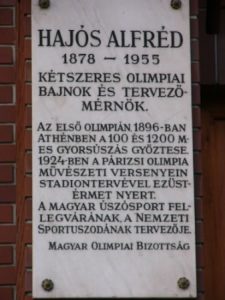 HAJÓS ALFRÉD
1878 – 1955
KÉTSZERES OLIMPIAI
BAJNOK ÉS TERVEZŐ-
MÉRNÖK.
AZ ELSŐ OLIMPIÁN, 1896-BAN
ATHÉNBEN A 100 ÉS 1200 M-
ES GYORSÚSZÁS GYŐZTESE.
1924-BEN A PÁRIZSI OLIMPIA
MŰVÉSZETI VERSENYEIN
STADIONTERVÉVEL EZÜST-
ÉRMET NYERT.
A MAGYAR ÚSZÓSPORT FEL-
LEGVÁRÁNAK, A NEMZETI
SPORTUSZODÁNAK TERVEZŐJE.
MAGYAR OLIMPIAI BIZOTTSÁG